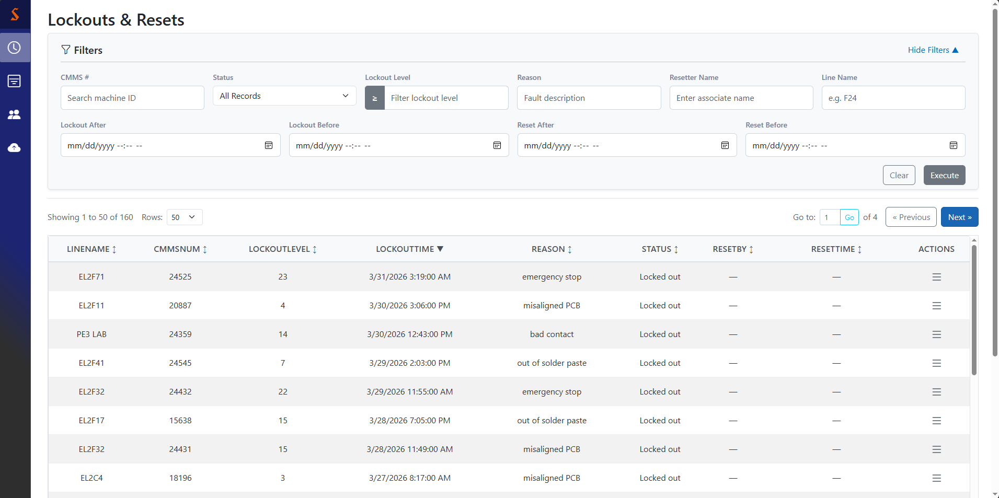 Lockouts & Resets
Filters
Hide Filters ▲
CMMS # Status Lockout Level Reason Resetter Name Line Name
Search machine ID All Records ≥ Filter lockout level Fault description Enter associate name e.g. F24
Lockout After Lockout Before Reset After Reset Before
mm/dd/yyyy --:-- -- mm/dd/yyyy --:-- -- mm/dd/yyyy --:-- -- mm/dd/yyyy --:-- --
Clear Execute
Showing 1 to 50 of 160 Rows: 50 Go to: 1 Go of 4 « Previous Next »
LINENAME ↕ CMMSNUM ↕ LOCKOUTLEVEL ↕ LOCKOUTTIME ▼ REASON ↕ STATUS ↕ RESETBY ↕ RESETTIME ↕ ACTIONS
EL2F71 24525 23 3/31/2026 3:19:00 AM emergency stop Locked out — —
EL2F11 20887 4 3/30/2026 3:06:00 PM misaligned PCB Locked out — —
PE3 LAB 24359 14 3/30/2026 12:43:00 PM bad contact Locked out — —
EL2F41 24545 7 3/29/2026 2:03:00 PM out of solder paste Locked out — —
EL2F32 24432 22 3/29/2026 11:55:00 AM emergency stop Locked out — —
EL2F17 15638 15 3/28/2026 7:05:00 PM out of solder paste Locked out — —
EL2F32 24431 15 3/28/2026 11:49:00 AM misaligned PCB Locked out — —
EL2C4 18196 3 3/27/2026 8:17:00 AM misaligned PCB Locked out — —